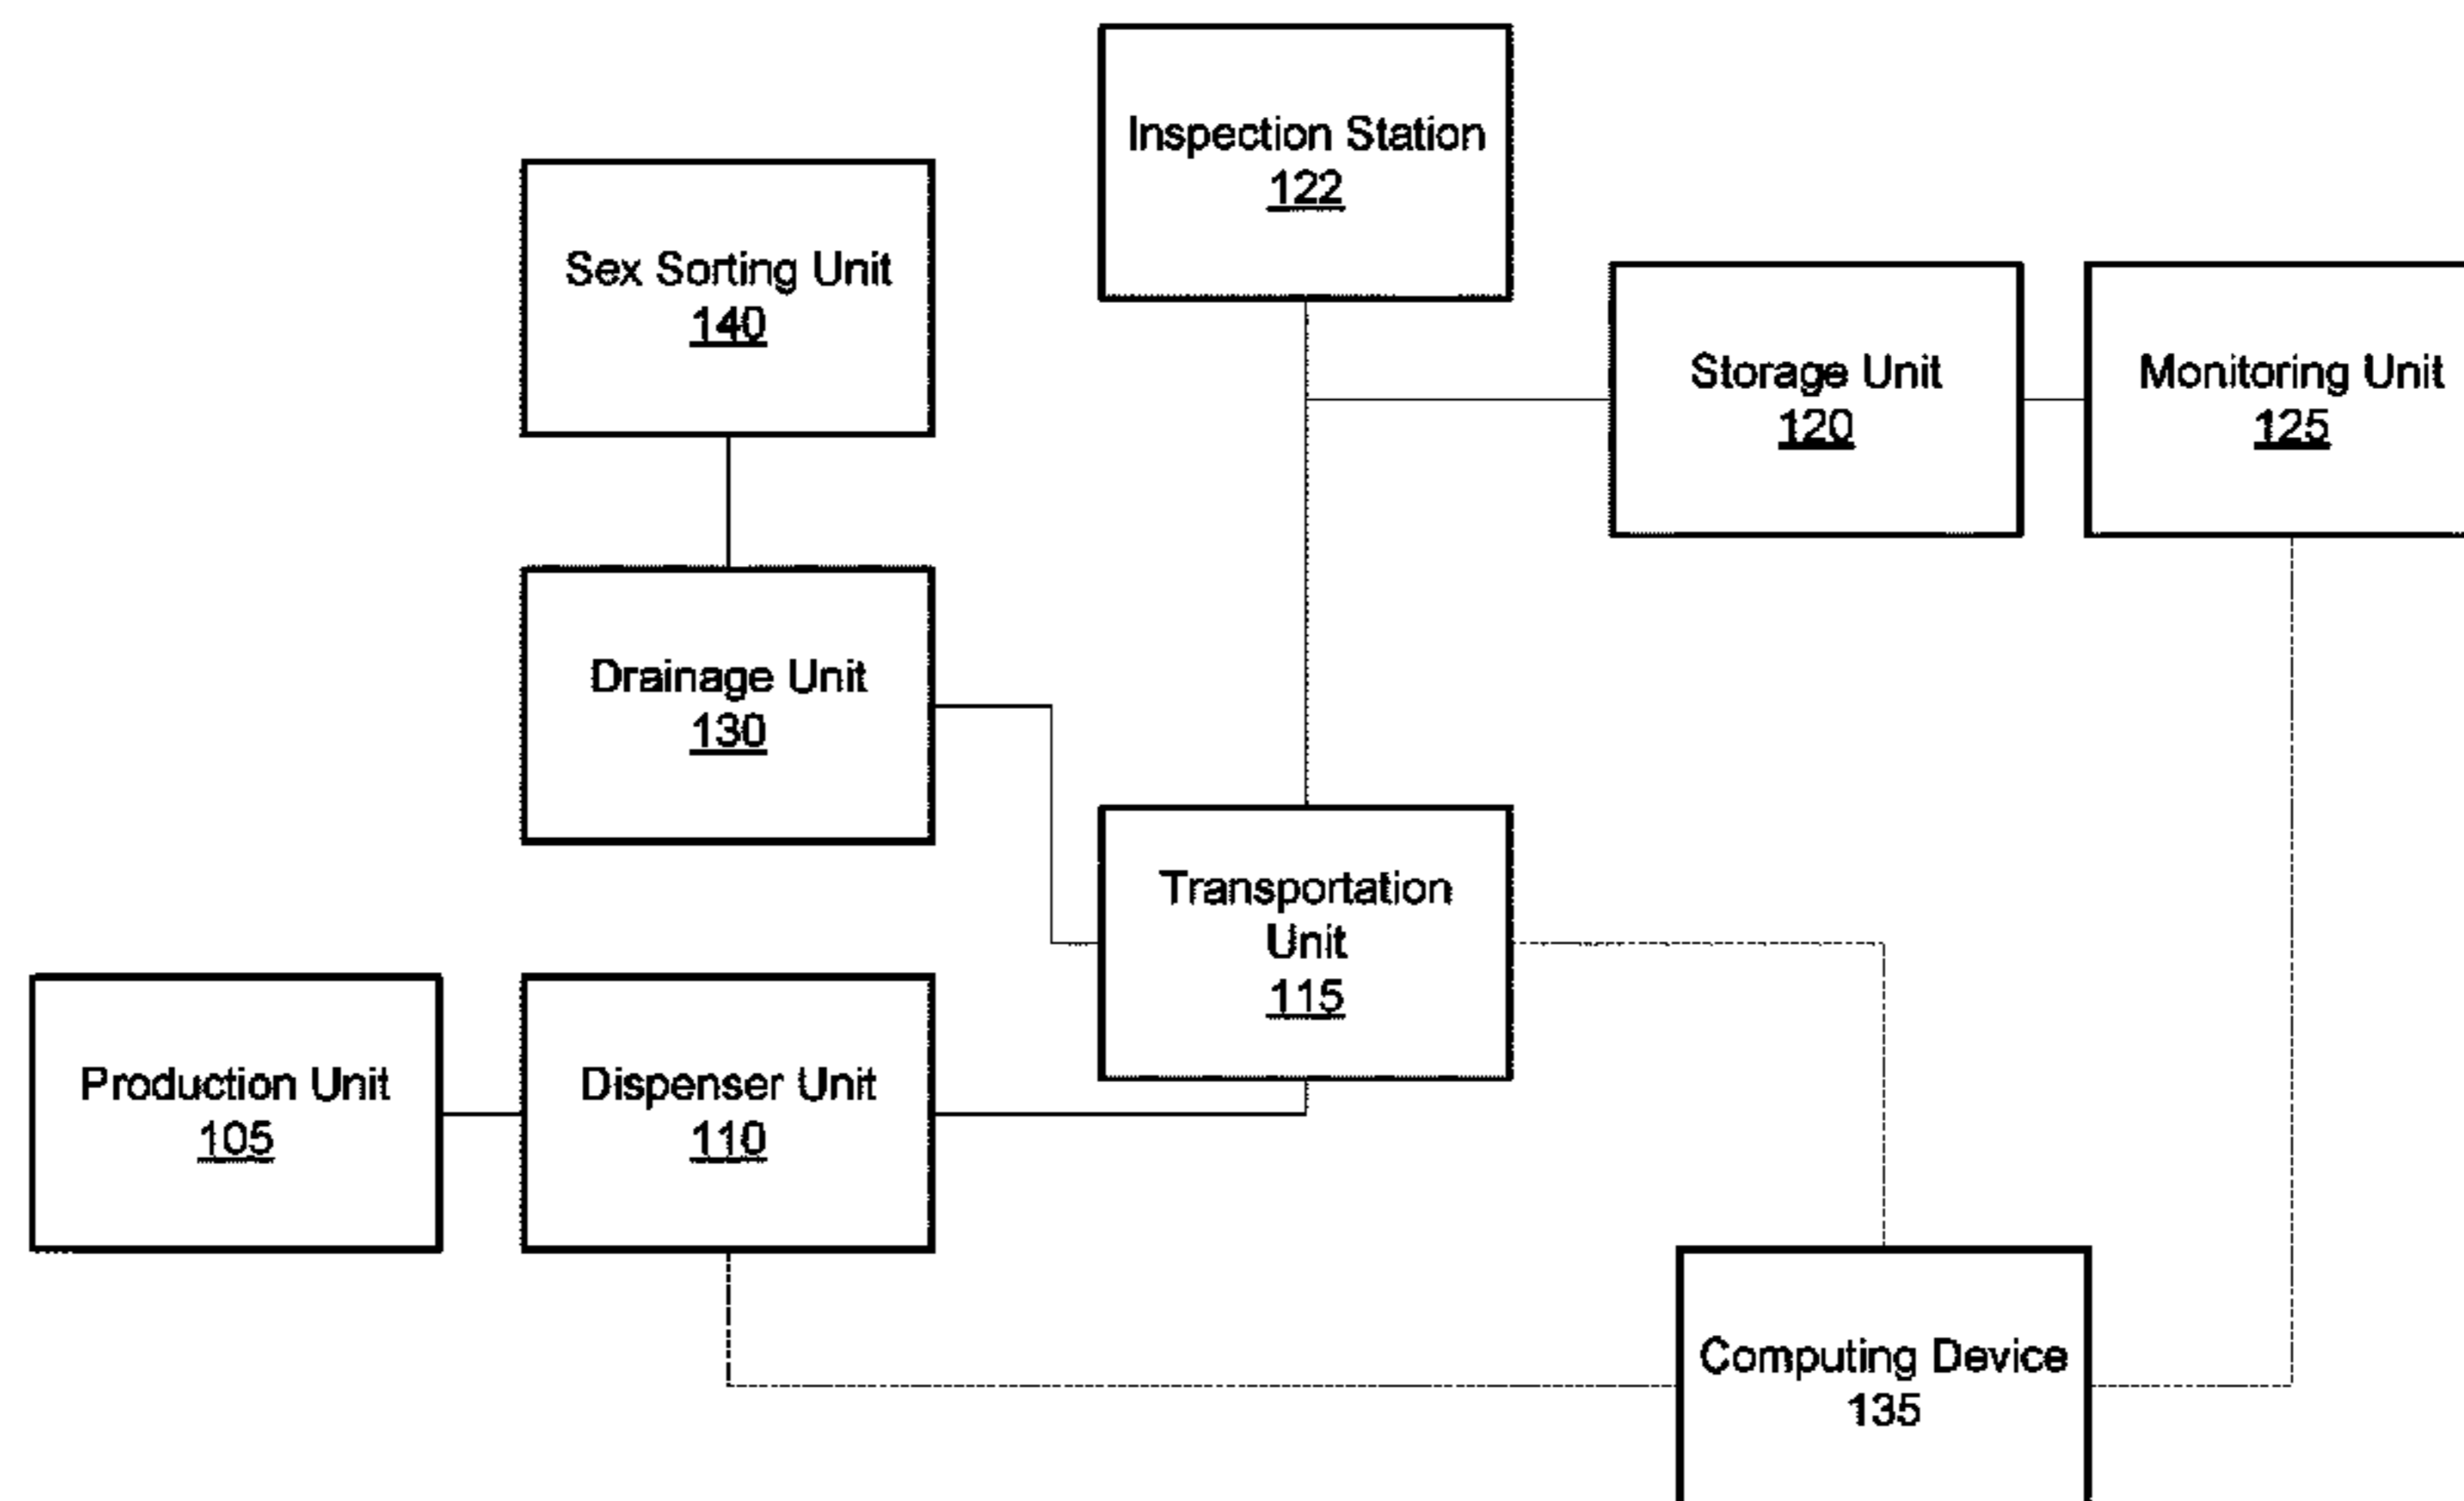 Inspection Station
122
Sex Sorting Unit
140
Storage Unit
120
Monitoring Unit
125
Drainage Unit
130
Transportation
Unit
115
Production Unit
105
Dispenser Unit
110
Computing Device
135